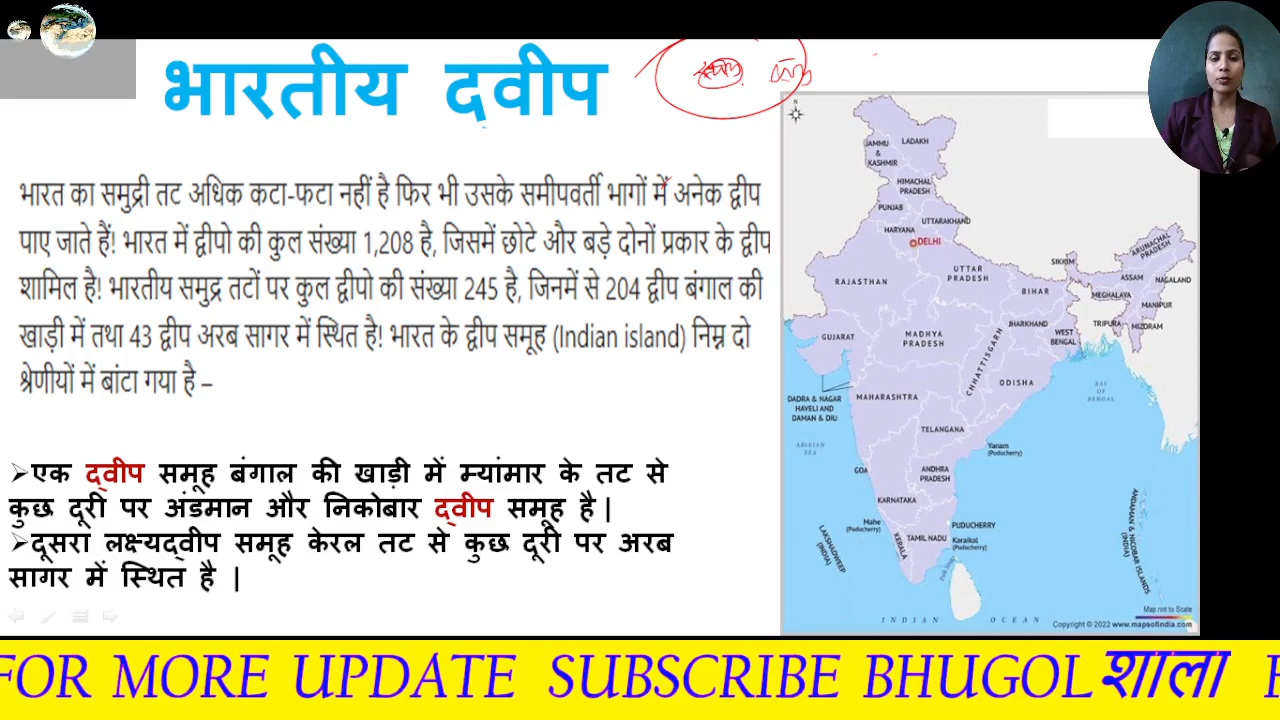 भारतीय दवीप
भारत का समुद्री तट अधिक कटा-फटा नहीं है फिर भी उसके समीपवर्ती भागों में अनेक द्वीप
पाए जाते हैं! भारत में द्वीपो की कुल संख्या 1,208 है, जिसमें छोटे और बड़े दोनों प्रकार के द्वीप
शामिल है! भारतीय समुद्र तटों पर कुल द्वीपो की संख्या 245 है, जिनमें से 204 द्वीप बंगाल की
खाड़ी में तथा 43 द्वीप अरब सागर में स्थित है! भारत के द्वीप समूह (Indian island) निम्न दो
श्रेणीयों में बांटा गया है –
➢एक द्वीप समूह बंगाल की खाड़ी में म्यांमार के तट से
कुछ दूरी पर अंडमान और निकोबार द्वीप समूह है|
➢दूसरा लक्ष्यद्वीप समूह केरल तट से कुछ दूरी पर अरब
सागर में स्थित है |
N
JAMMU
&
KASHMIR
LADAKH
HIMACHAL
PRADESH
PUNJAB
UTTARAKHAND
HARYANA
DELHI
RAJASTHAN
UTTAR
PRADESH
BIHAR
SIKKIM
ARUNACHAL
PRADESH
ASSAM
NAGALAND
MEGHALAYA
MANIPUR
TRIPURA
MIZORAM
GUJARAT
MADHYA
PRADESH
JHARKHAND
WEST
BENGAL
CHHATTISGARH
ODISHA
DADRA & NAGAR
HAVELI AND
DAMAN & DIU
MAHARASHTRA
BAY
OF
BENGAL
TELANGANA
ARABIAN
SEA
Yanam
(Puducherry)
GOA
ANDHRA
PRADESH
KARNATAKA
Mahe
(Puducherry)
PUDUCHERRY
TAMIL NADU
Karaikal
(Puducherry)
KERALA
LAKSHADWEEP
(INDIA)
ANDAMAN & NICOBAR ISLANDS
(INDIA)
INDIAN OCEAN
Map not to Scale
Copyright © 2022 www.mapsofindia.com
FOR MORE UPDATE SUBSCRIBE BHUGOLशाला